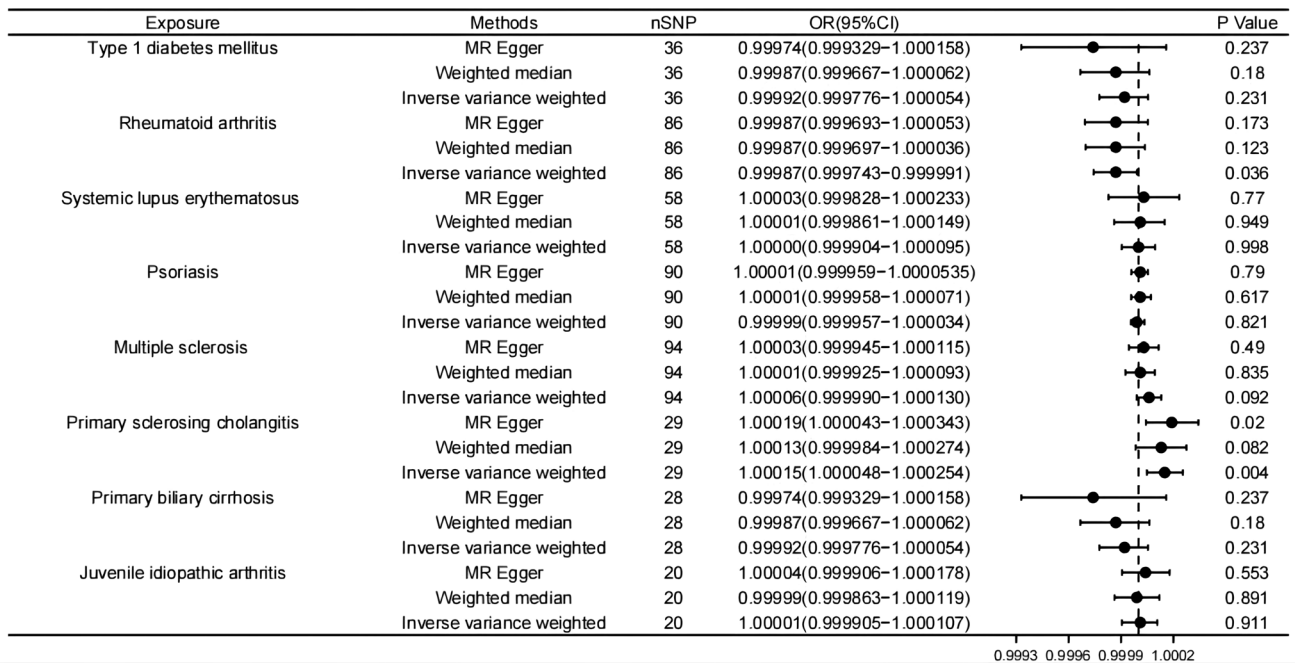 Exposure Methods nSNP OR(95%CI) P Value
Type 1 diabetes mellitus MR Egger 36 0.99974(0.999329−1.000158) 0.237
Weighted median 36 0.99987(0.999667−1.000062) 0.18
Inverse variance weighted 36 0.99992(0.999776−1.000054) 0.231
Rheumatoid arthritis MR Egger 86 0.99987(0.999693−1.000053) 0.173
Weighted median 86 0.99987(0.999697−1.000036) 0.123
Inverse variance weighted 86 0.99987(0.999743−0.999991) 0.036
Systemic lupus erythematosus MR Egger 58 1.00003(0.999828−1.000233) 0.77
Weighted median 58 1.00001(0.999861−1.000149) 0.949
Inverse variance weighted 58 1.00000(0.999904−1.000095) 0.998
Psoriasis MR Egger 90 1.00001(0.999959−1.0000535) 0.79
Weighted median 90 1.00001(0.999958−1.000071) 0.617
Inverse variance weighted 90 0.99999(0.999957−1.000034) 0.821
Multiple sclerosis MR Egger 94 1.00003(0.999945−1.000115) 0.49
Weighted median 94 1.00001(0.999925−1.000093) 0.835
Inverse variance weighted 94 1.00006(0.999990−1.000130) 0.092
Primary sclerosing cholangitis MR Egger 29 1.00019(1.000043−1.000343) 0.02
Weighted median 29 1.00013(0.999984−1.000274) 0.082
Inverse variance weighted 29 1.00015(1.000048−1.000254) 0.004
Primary biliary cirrhosis MR Egger 28 0.99974(0.999329−1.000158) 0.237
Weighted median 28 0.99987(0.999667−1.000062) 0.18
Inverse variance weighted 28 0.99992(0.999776−1.000054) 0.231
Juvenile idiopathic arthritis MR Egger 20 1.00004(0.999906−1.000178) 0.553
Weighted median 20 0.99999(0.999863−1.000119) 0.891
Inverse variance weighted 20 1.00001(0.999905−1.000107) 0.911
0.9993 0.9996 0.9999 1.0002